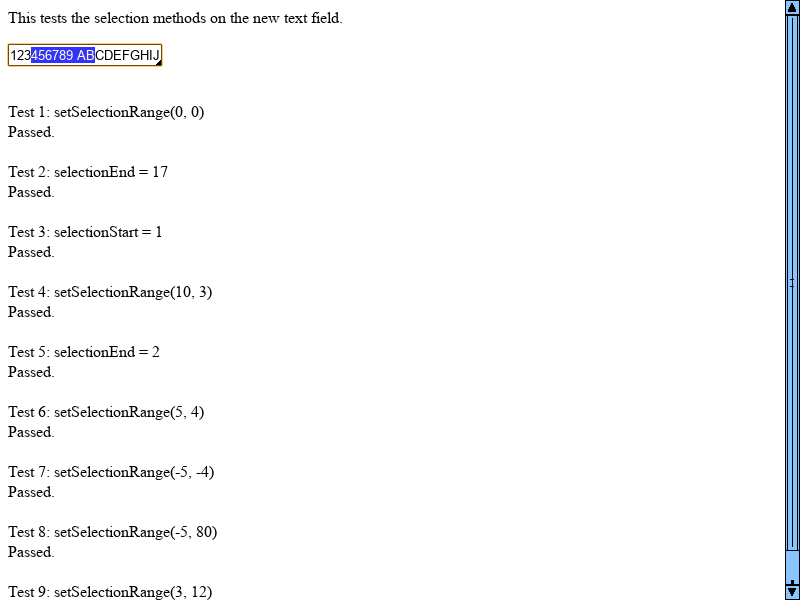 This tests the selection methods on the new text field.
123456789 ABCDEFGHIJ
Test 1: setSelectionRange(0, 0)
Passed.
Test 2: selectionEnd = 17
Passed.
Test 3: selectionStart = 1
Passed.
Test 4: setSelectionRange(10, 3)
Passed.
Test 5: selectionEnd = 2
Passed.
Test 6: setSelectionRange(5, 4)
Passed.
Test 7: setSelectionRange(-5, -4)
Passed.
Test 8: setSelectionRange(-5, 80)
Passed.
Test 9: setSelectionRange(3, 12)